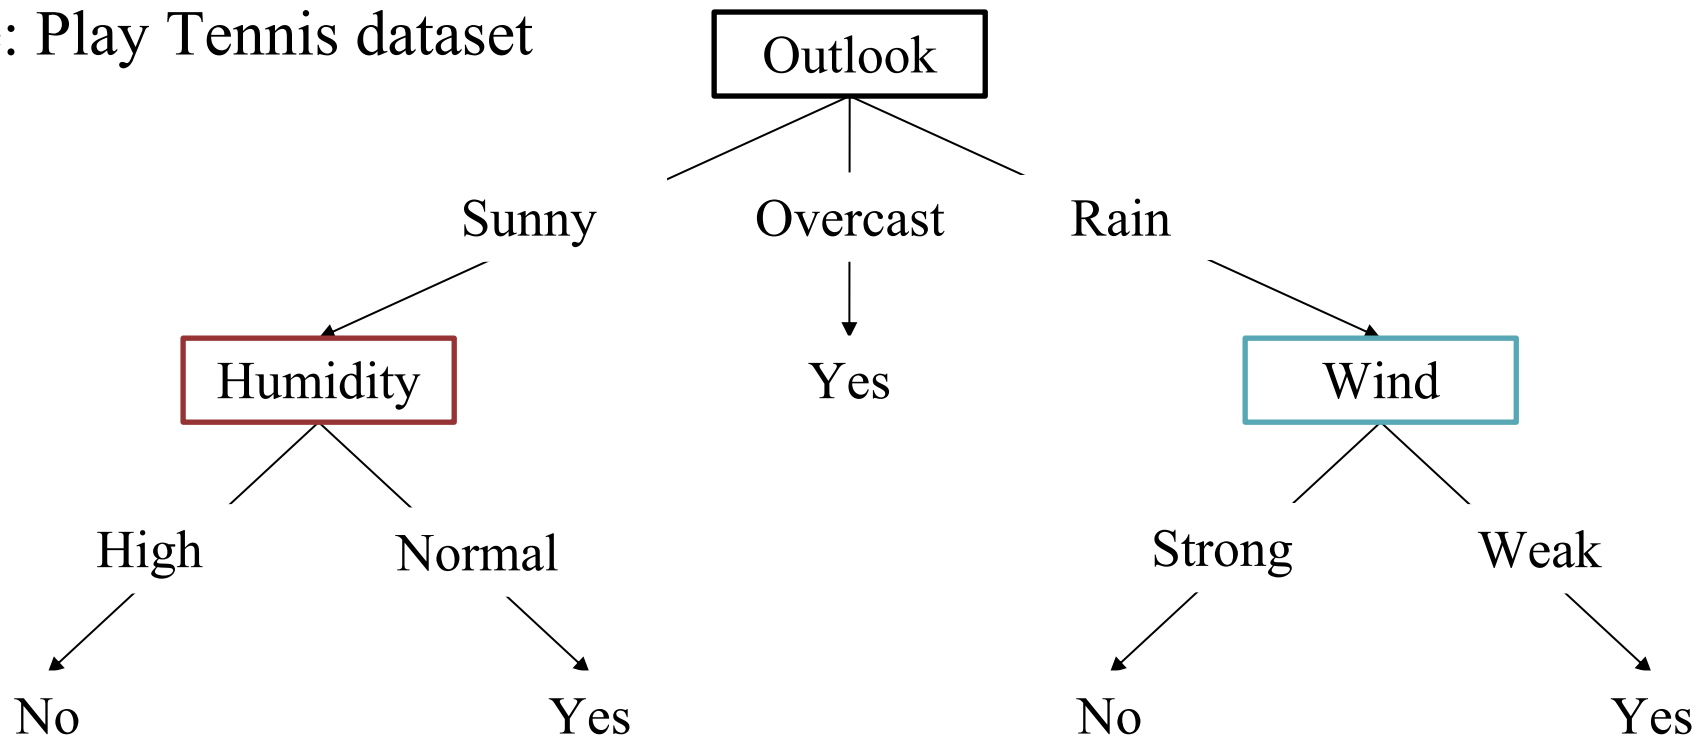 : Play Tennis dataset
Outlook
Sunny Overcast Rain
Humidity Yes Wind
High Normal Strong Weak
No Yes No Yes